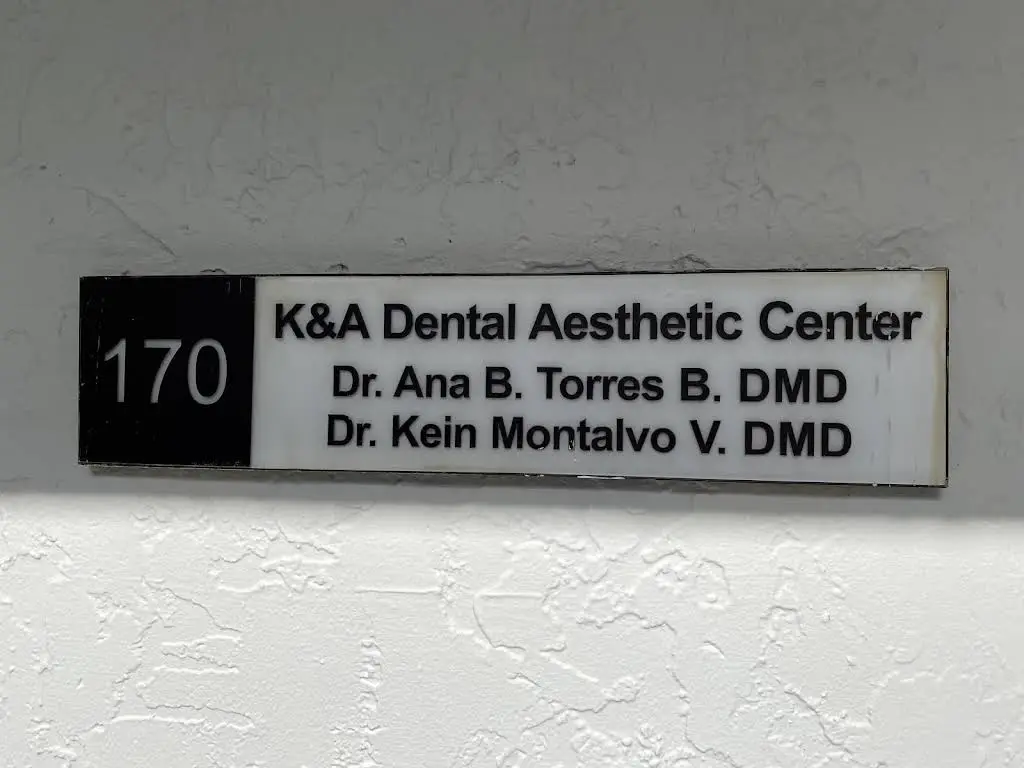 170
K&A Dental Aesthetic Center
Dr. Ana B. Torres B. DMD
Dr. Kein Montalvo V. DMD